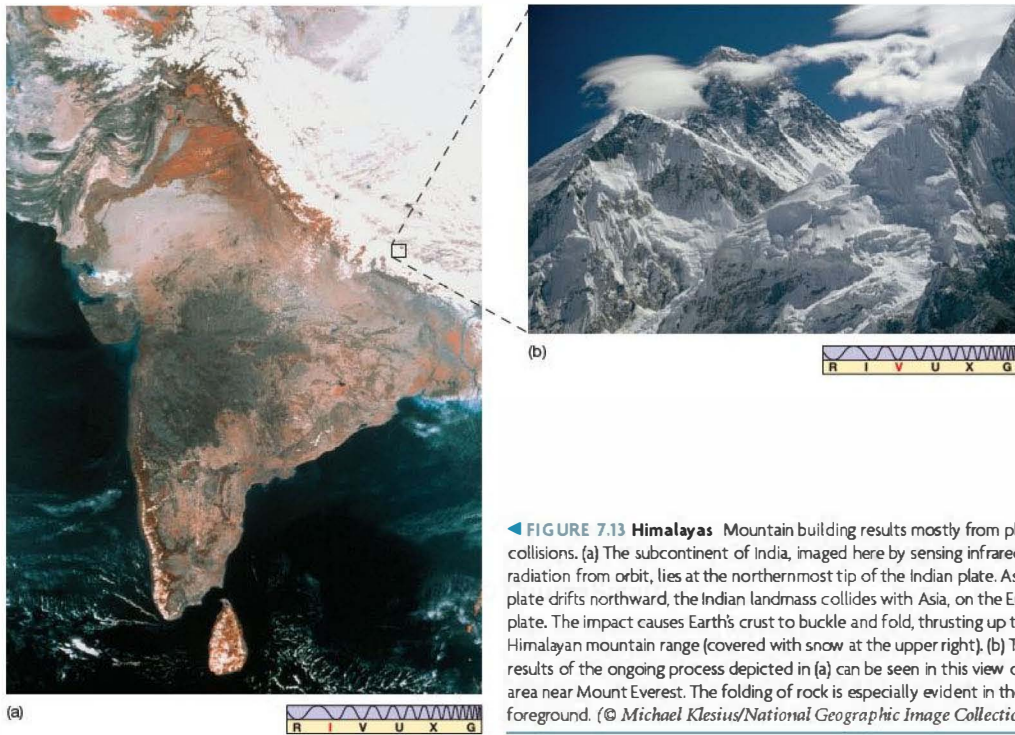 (a)
R I V U X G
(b)
R I V U X G
◀ FIGURE 7.13 Himalayas Mountain building results mostly from
collisions. (a) The subcontinent of India, imaged here by sensing infrared
radiation from orbit, lies at the northernmost tip of the Indian plate. As
plate drifts northward, the Indian landmass collides with Asia, on the
plate. The impact causes Earth's crust to buckle and fold, thrusting up
Himalayan mountain range (covered with snow at the upper right). (b)
results of the ongoing process depicted in (a) can be seen in this view
area near Mount Everest. The folding of rock is especially evident in the
foreground. (© Michael Klesius/National Geographic Image